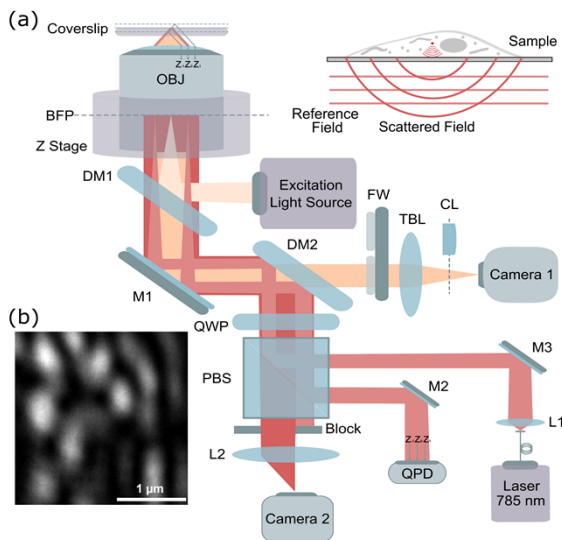 (a)
Coverslip
z z z
OBJ
BFP
Z Stage
Sample
Reference
Field
Scattered Field
DM1
Excitation
Light Source
FW
TBL
CL
DM2
Camera 1
M1
(b)
QWP
PBS
M3
M2
L1
Block
L2
z z z
QPD
Laser
785 nm
1 µm
Camera 2